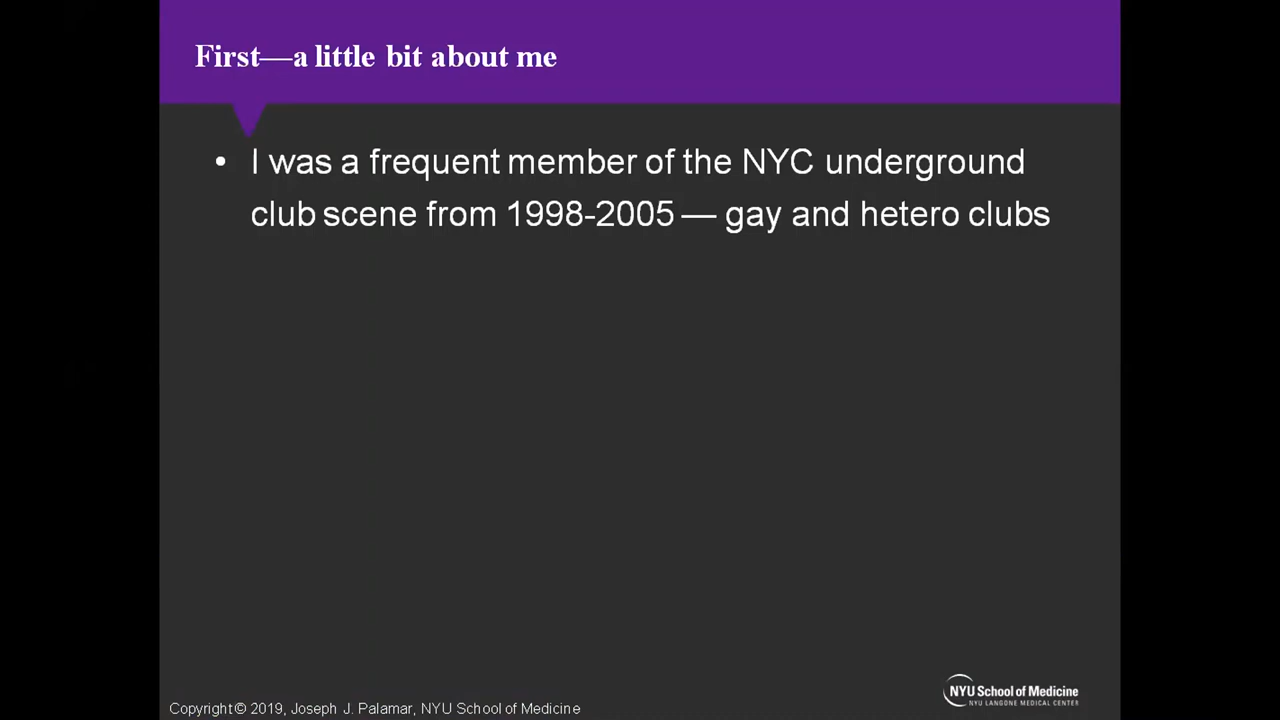 First—a little bit about me
• I was a frequent member of the NYC underground
club scene from 1998-2005 — gay and hetero clubs
NYU School of Medicine
NYU LANGONE MEDICAL CENTER
Copyright © 2019, Joseph J. Palamar, NYU School of Medicine